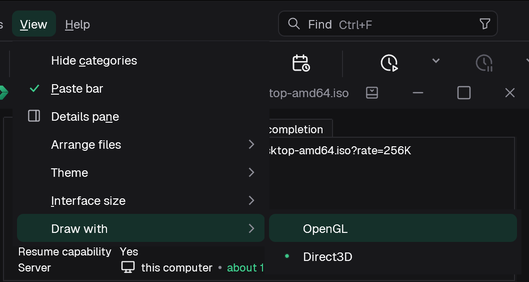 View Help
Find Ctrl+F
Hide categories
Paste bar
top-amd64.iso
Details pane
Arrange files
completion
ktop-amd64.iso?rate=256K
Theme
Interface size
Draw with
OpenGL
Direct3D
Resume capability Yes
Server this computer • about 1